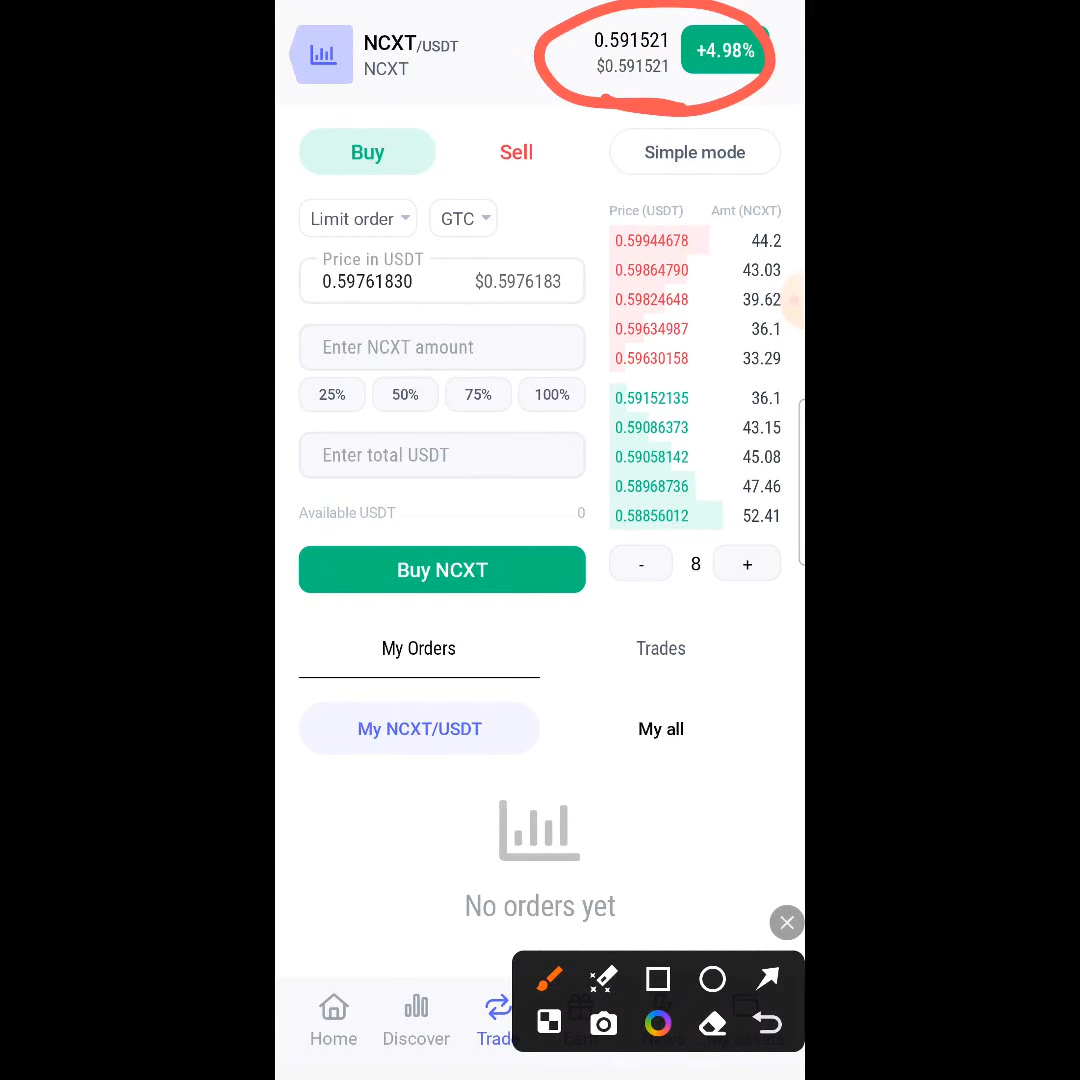 NCXT/USDT
NCXT
0.591521
$0.591521
+4.98%
Buy
Sell
Simple mode
Limit order
GTC
Price in USDT
0.59761830
$0.5976183
Enter NCXT amount
25%
50%
75%
100%
Enter total USDT
Available USDT
0
Buy NCXT
Price (USDT)
Amt (NCXT)
0.59944678
44.2
0.59864790
43.03
0.59824648
39.62
0.59634987
36.1
0.59630158
33.29
0.59152135
36.1
0.59086373
43.15
0.59058142
45.08
0.58968736
47.46
0.58856012
52.41
-
8
+
My Orders
Trades
My NCXT/USDT
My all
No orders yet
Home
Discover
Trade